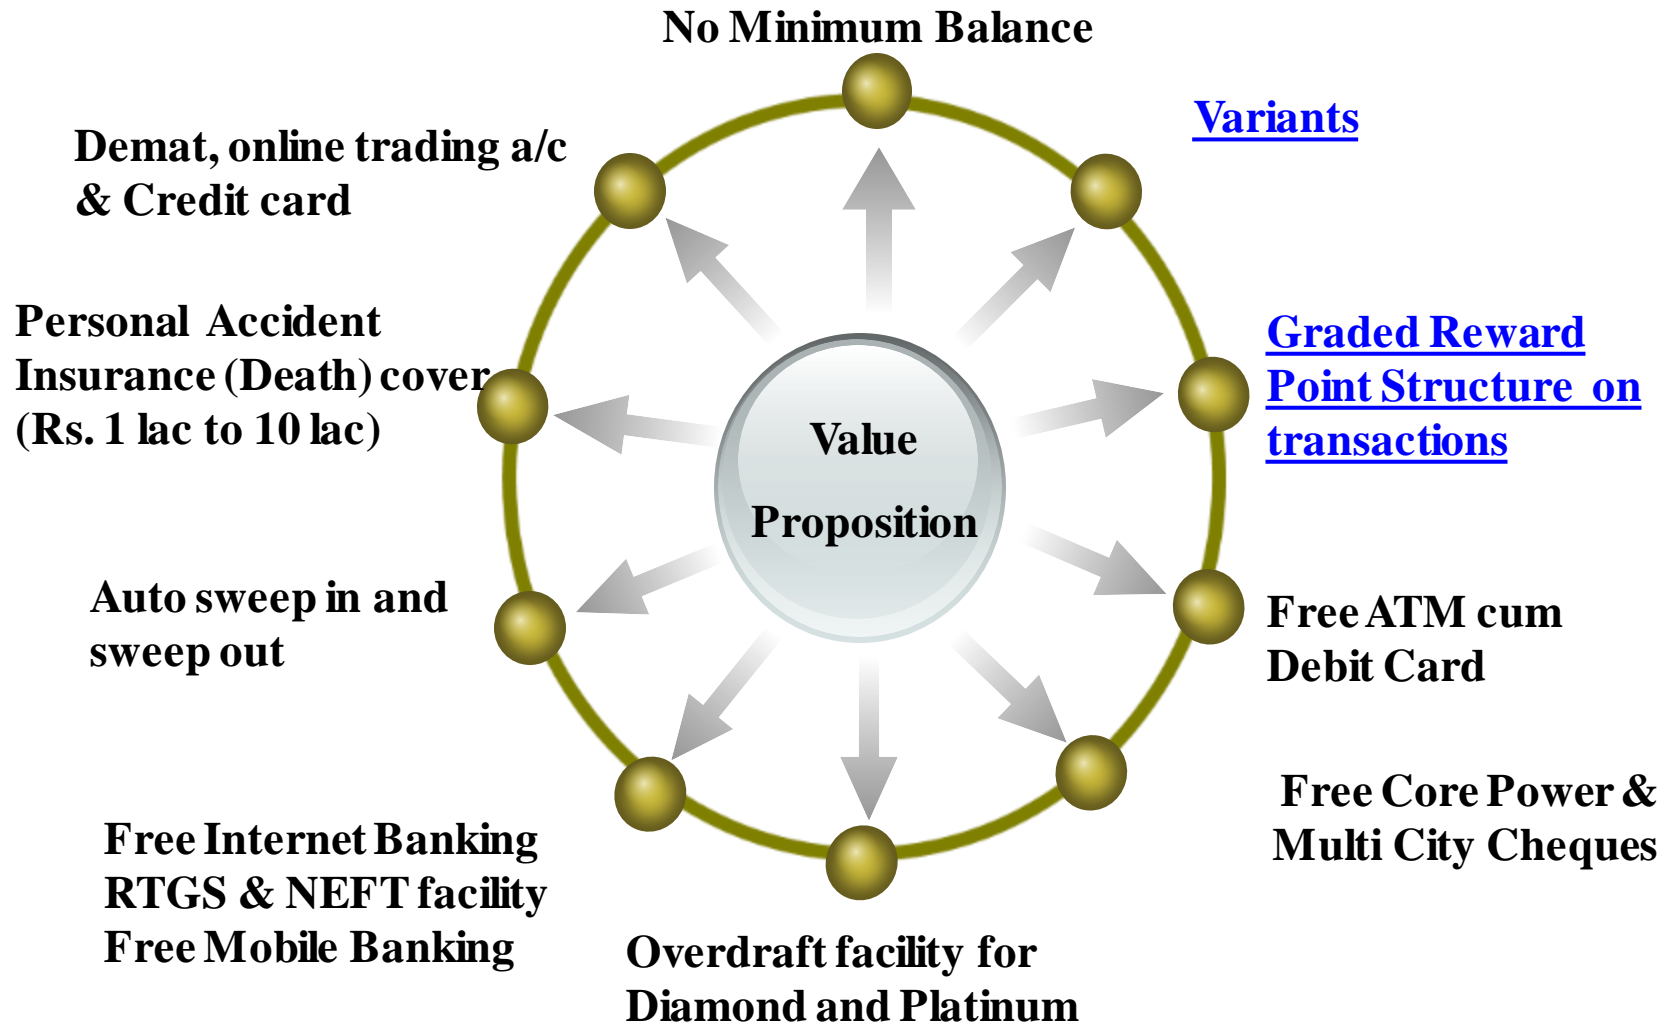 No Minimum Balance
Variants
Demat, online trading a/c
& Credit card
Personal Accident
Insurance (Death) cover
(Rs. 1 lac to 10 lac)
Graded Reward
Point Structure on
transactions
Value
Proposition
Auto sweep in and
sweep out
Free ATM cum
Debit Card
Free Core Power &
Multi City Cheques
Free Internet Banking
RTGS & NEFT facility
Free Mobile Banking
Overdraft facility for
Diamond and Platinum